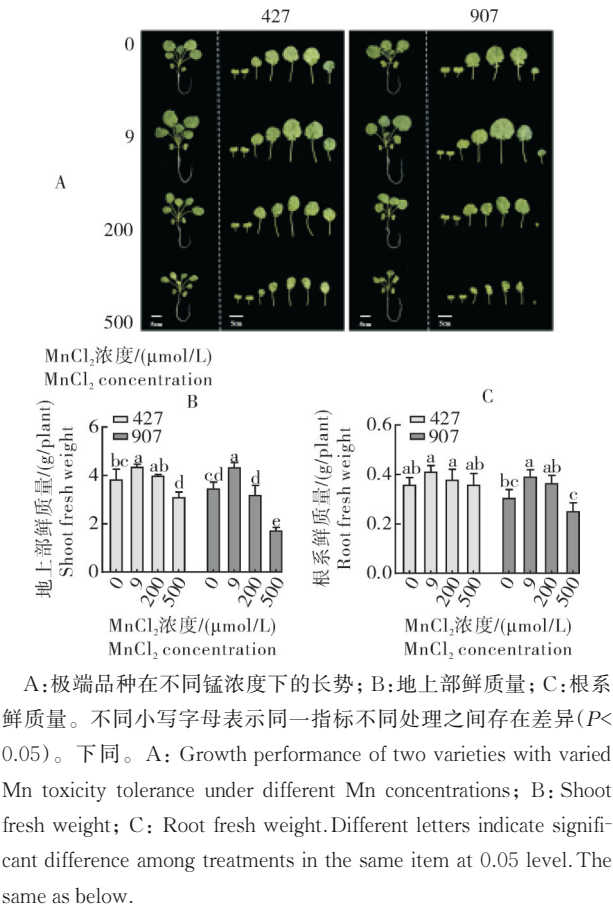 427 907
0
9
A
200
500
5cm 5cm 5cm 5cm
MnCl₂浓度/(μmol/L)
MnCl₂ concentration
B
地上部鲜质量/(g/plant)
Shoot fresh weight
427
907
6
4
2
0
bc a ab d cd a d e
0 9 200 500 0 9 200 500
MnCl₂浓度/(μmol/L)
MnCl₂ concentration
C
根系鲜质量/(g/plant)
Root fresh weight
427
907
0.6
0.4
0.2
0.0
ab a a ab bc a ab c
0 9 200 500 0 9 200 500
MnCl₂浓度/(μmol/L)
MnCl₂ concentration
A:极端品种在不同锰浓度下的长势;B:地上部鲜质量;C:根系
鲜质量。不同小写字母表示同一指标不同处理之间存在差异(P<
0.05)。下同。A: Growth performance of two varieties with varied
Mn toxicity tolerance under different Mn concentrations; B: Shoot
fresh weight; C: Root fresh weight. Different letters indicate signifi-
cant difference among treatments in the same item at 0.05 level. The
same as below.